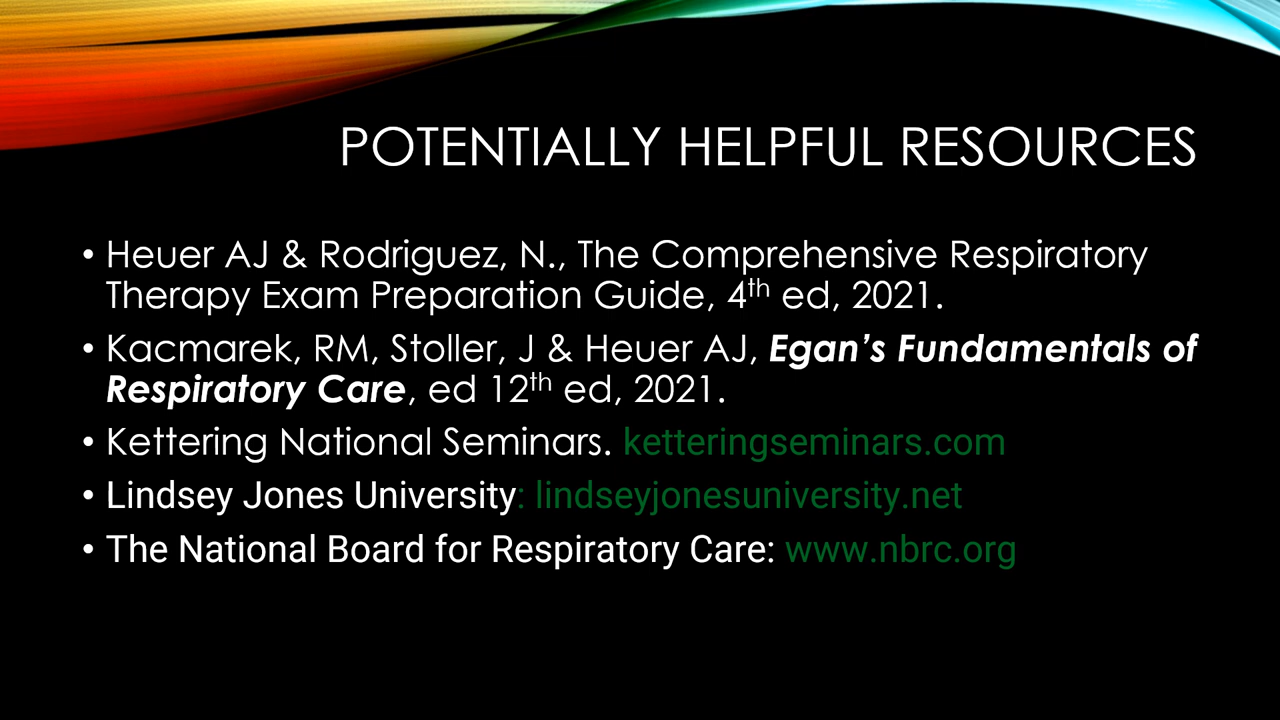 POTENTIALLY HELPFUL RESOURCES
• Heuer AJ & Rodriguez, N., The Comprehensive Respiratory
Therapy Exam Preparation Guide, 4th ed, 2021.
• Kacmarek, RM, Stoller, J & Heuer AJ, Egan's Fundamentals of
Respiratory Care, ed 12th ed, 2021.
• Kettering National Seminars. ketteringseminars.com
• Lindsey Jones University: lindseyjonesuniversity.net
• The National Board for Respiratory Care: www.nbrc.org